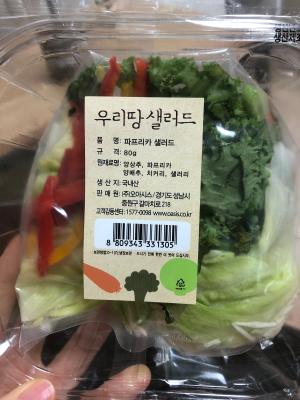 우리땅샐러드
품 명: 파프리카 샐러드
규 격: 80g
원재료명: 양상추, 파프리카
양배추, 치커리, 샐러리
생 산 지: 국내산
판 매 원: (주)오아시스/경기도 성남시
중원구 갈마치로 218
고객감동센터: 1577-0098 www.oasis.co.kr
8 809343 331305